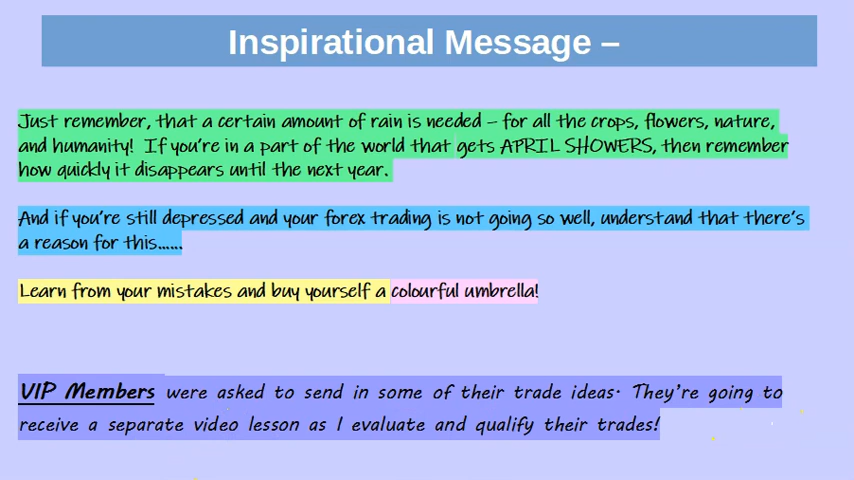 Inspirational Message –
Just remember, that a certain amount of rain is needed – for all the crops, flowers, nature,
and humanity! If you're in a part of the world that gets APRIL SHOWERS, then remember
how quickly it disappears until the next year.
And if you're still depressed and your forex trading is not going so well, understand that there's
a reason for this......
Learn from your mistakes and buy yourself a colourful umbrella!
VIP Members were asked to send in some of their trade ideas. They're going to
receive a separate video lesson as I evaluate and qualify their trades!